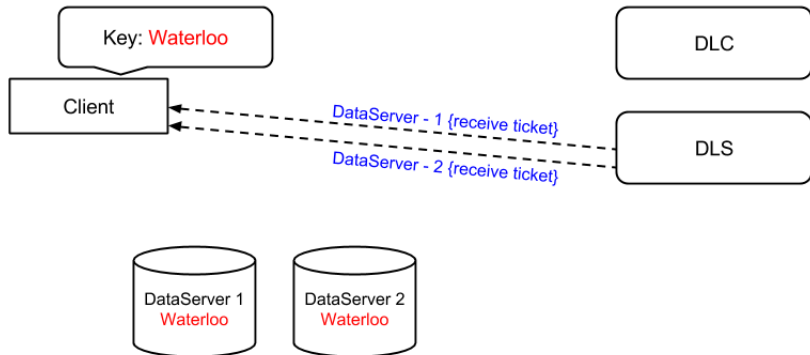 Key: Waterloo
DLC
Client
DataServer - 1 {receive ticket}
DLS
DataServer - 2 {receive ticket}
DataServer 1
Waterloo
DataServer 2
Waterloo